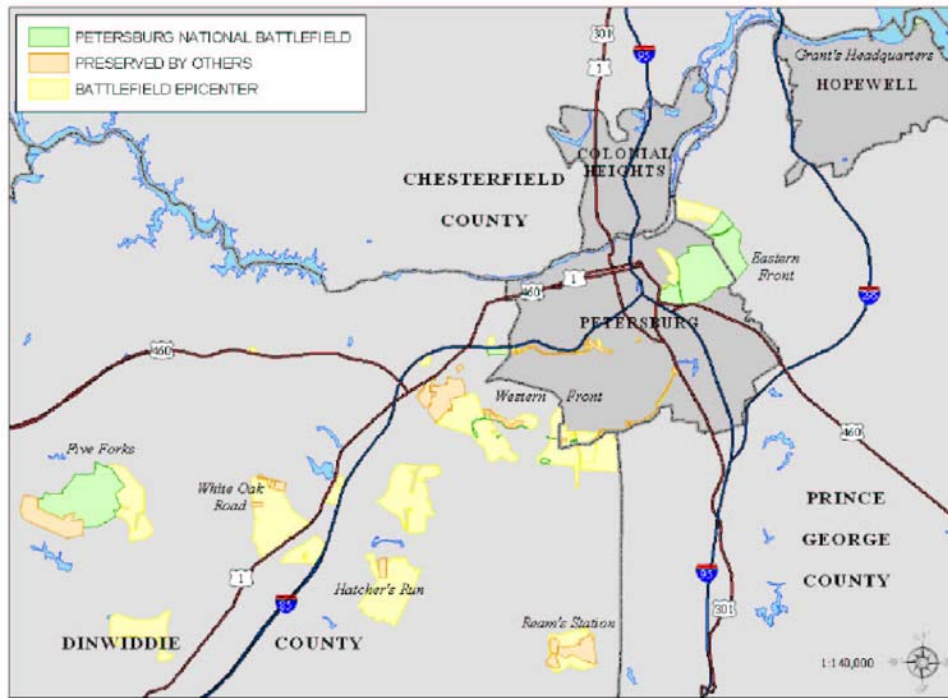 PETERSBURG NATIONAL BATTLEFIELD
PRESERVED BY OTHERS
BATTLEFIELD EPICENTER
301
1
95
Grant's Headquarters
HOPEWELL
COLONIAL
HEIGHTS
CHESTERFIELD
COUNTY
Eastern
Front
1
460
295
PETERSBURG
460
Western Front
460
Five Forks
White Oak
Road
PRINCE
GEORGE
COUNTY
1
85
Hatcher's Run
95
301
DINWIDDIE COUNTY
Ream's Station
1:140,000